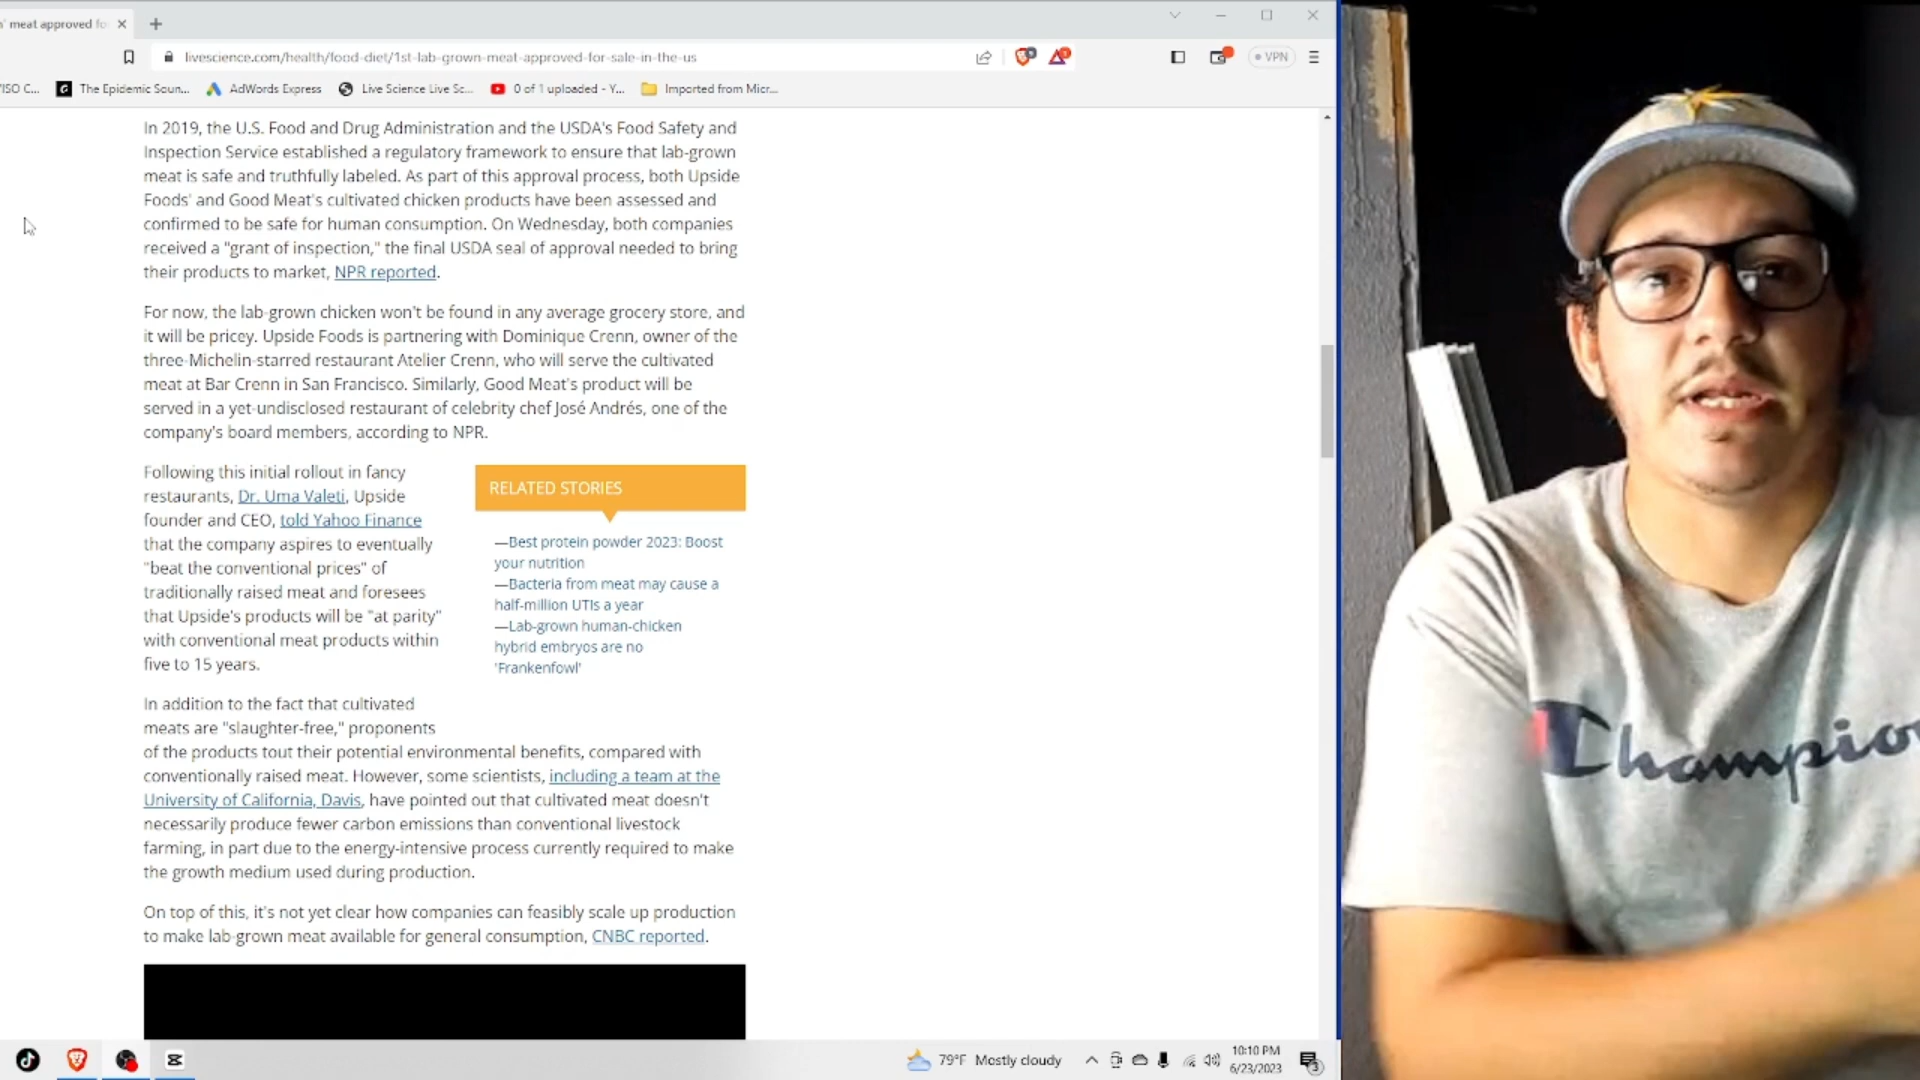 ' meat approved fo
livescience.com/health/food-diet/1st-lab-grown-meat-approved-for-sale-in-the-us
VPN
'ISO C...
The Epidemic Soun...
AdWords Express
Live Science Live Sc...
0 of 1 uploaded - Y...
Imported from Micr...
In 2019, the U.S. Food and Drug Administration and the USDA's Food Safety and
Inspection Service established a regulatory framework to ensure that lab-grown
meat is safe and truthfully labeled. As part of this approval process, both Upside
Foods' and Good Meat's cultivated chicken products have been assessed and
confirmed to be safe for human consumption. On Wednesday, both companies
received a "grant of inspection," the final USDA seal of approval needed to bring
their products to market, NPR reported.
For now, the lab-grown chicken won't be found in any average grocery store, and
it will be pricey. Upside Foods is partnering with Dominique Crenn, owner of the
three-Michelin-starred restaurant Atelier Crenn, who will serve the cultivated
meat at Bar Crenn in San Francisco. Similarly, Good Meat's product will be
served in a yet-undisclosed restaurant of celebrity chef José Andrés, one of the
company's board members, according to NPR.
Following this initial rollout in fancy
restaurants, Dr. Uma Valeti, Upside
founder and CEO, told Yahoo Finance
that the company aspires to eventually
"beat the conventional prices" of
traditionally raised meat and foresees
that Upside's products will be "at parity"
with conventional meat products within
five to 15 years.
RELATED STORIES
—Best protein powder 2023: Boost
your nutrition
—Bacteria from meat may cause a
half-million UTIs a year
—Lab-grown human-chicken
hybrid embryos are no
'Frankenfowl'
In addition to the fact that cultivated
meats are "slaughter-free," proponents
of the products tout their potential environmental benefits, compared with
conventionally raised meat. However, some scientists, including a team at the
University of California, Davis, have pointed out that cultivated meat doesn't
necessarily produce fewer carbon emissions than conventional livestock
farming, in part due to the energy-intensive process currently required to make
the growth medium used during production.
On top of this, it's not yet clear how companies can feasibly scale up production
to make lab-grown meat available for general consumption, CNBC reported.
79°F Mostly cloudy
10:10 PM
6/23/2023
3
Champio